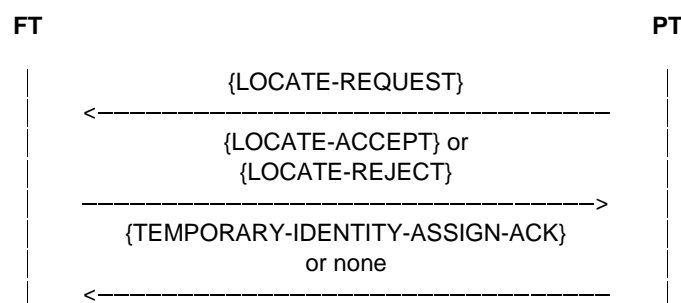 FT PT
{LOCATE-REQUEST}
{LOCATE-ACCEPT} or
{LOCATE-REJECT}
{TEMPORARY-IDENTITY-ASSIGN-ACK}
or none